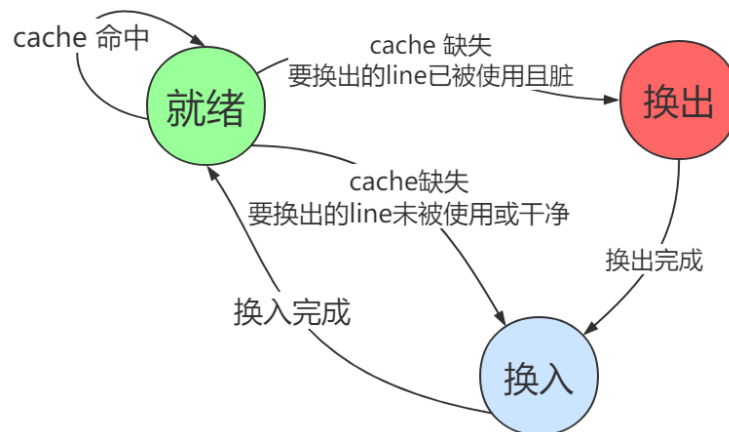 cache 命中
就绪
cache 缺失
要换出的line已被使用且脏
换出
cache缺失
要换出的line未被使用或干净
换出完成
换入完成
换入